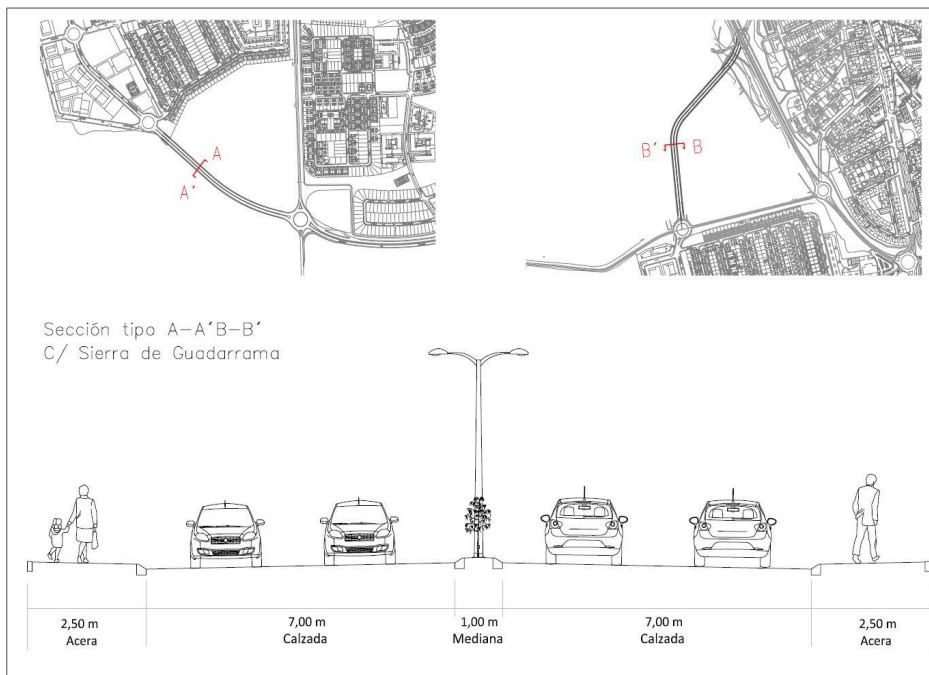 A
A´
B´
B
Sección tipo A-A´B-B´
C/ Sierra de Guadarrama
2,50 m
Acera
7,00 m
Calzada
1,00 m
Mediana
7,00 m
Calzada
2,50 m
Acera